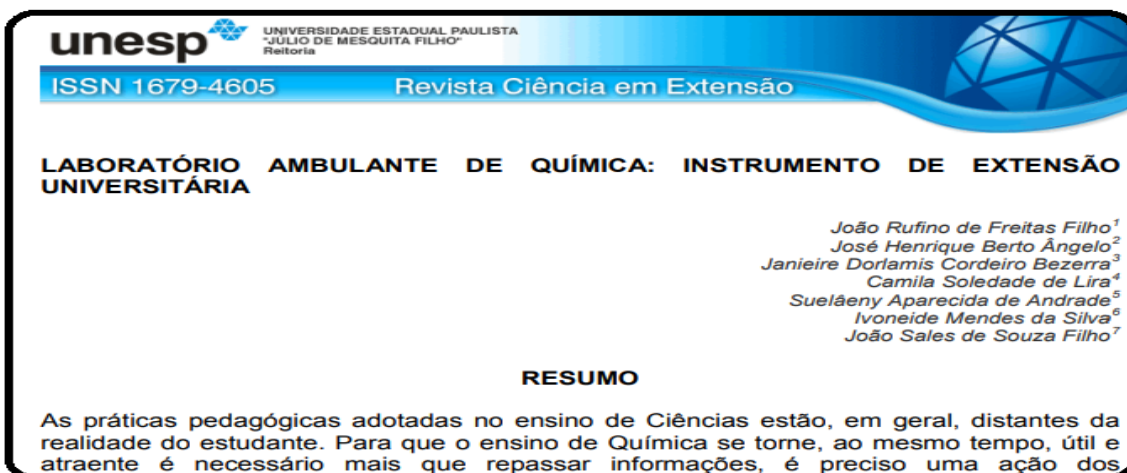 unesp
UNIVERSIDADE ESTADUAL PAULISTA
"JÚLIO DE MESQUITA FILHO"
Reitoria
ISSN 1679-4605 Revista Ciência em Extensão
LABORATÓRIO AMBULANTE DE QUÍMICA: INSTRUMENTO DE EXTENSÃO
UNIVERSITÁRIA
João Rufino de Freitas Filho¹
José Henrique Berto Ângelo²
Janieire Dorlamis Cordeiro Bezerra³
Camila Soledade de Lira⁴
Suelâeny Aparecida de Andrade⁵
Ivoneide Mendes da Silva⁶
João Sales de Souza Filho⁷
RESUMO
As práticas pedagógicas adotadas no ensino de Ciências estão, em geral, distantes da
realidade do estudante. Para que o ensino de Química se torne, ao mesmo tempo, útil e
atraente é necessário mais que repassar informações, é preciso uma ação dos